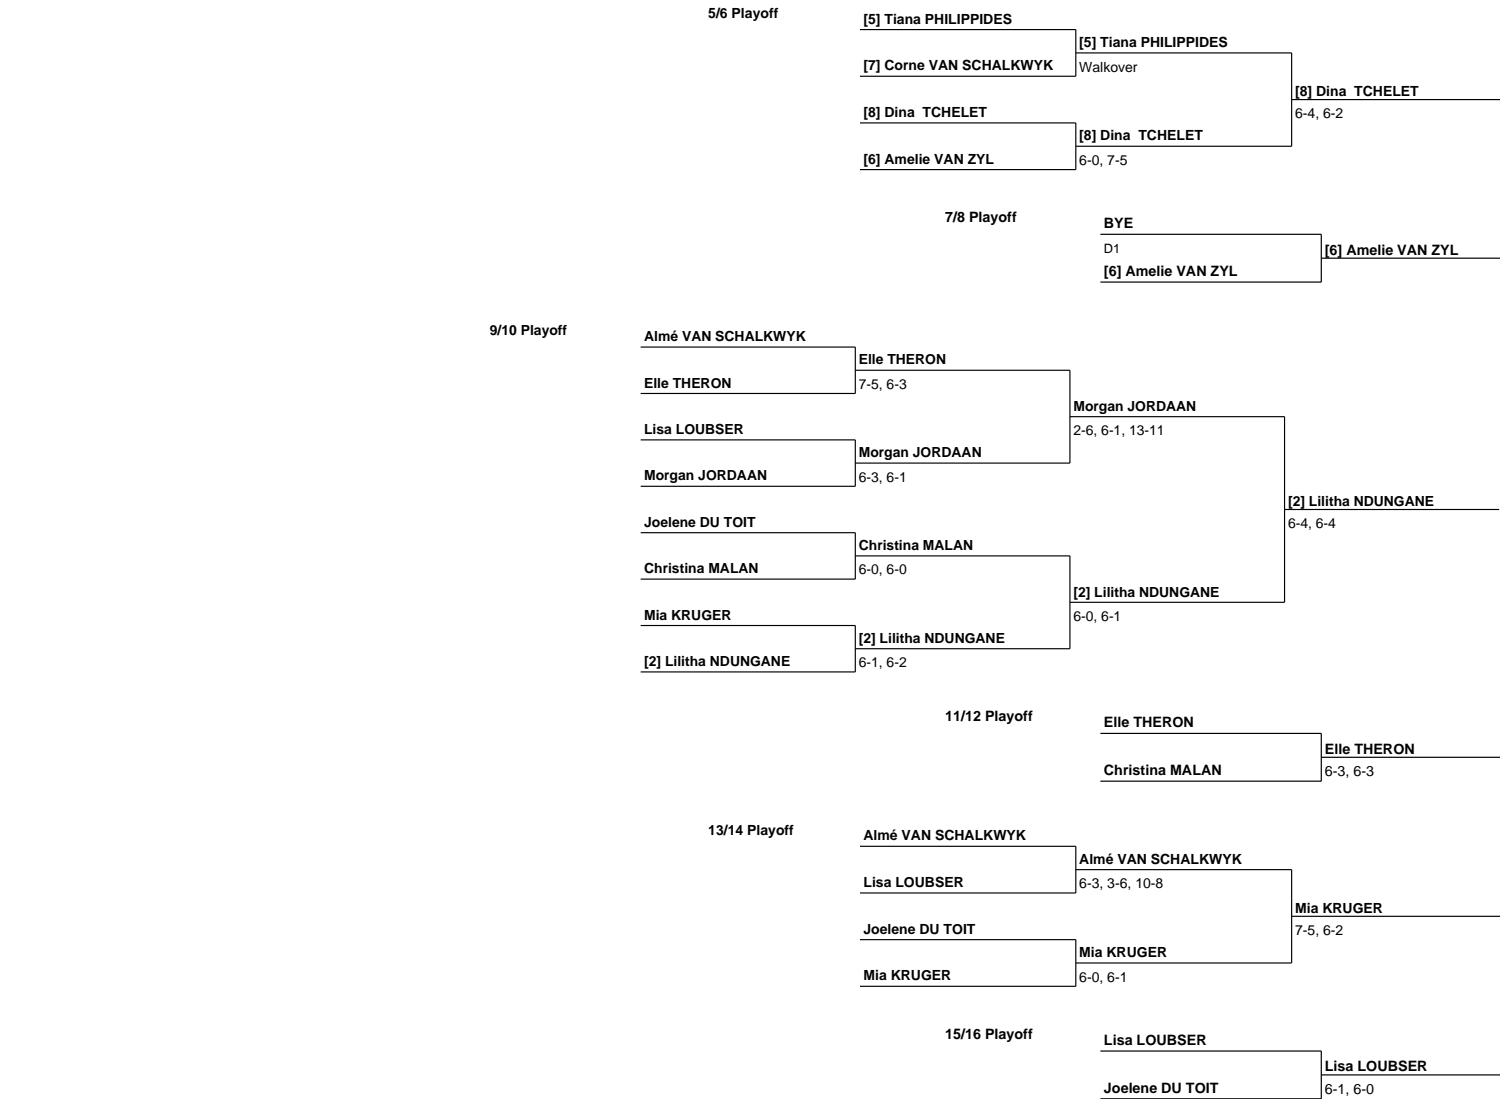 5/6 Playoff
[5] Tiana PHILIPPIDES
[5] Tiana PHILIPPIDES
[7] Corne VAN SCHALKWYK
Walkover
[8] Dina  TCHELET
[8] Dina  TCHELET
6-4, 6-2
[8] Dina  TCHELET
[6] Amelie VAN ZYL
6-0, 7-5
7/8 Playoff
BYE
D1
[6] Amelie VAN ZYL
[6] Amelie VAN ZYL
9/10 Playoff
Almé VAN SCHALKWYK
Elle THERON
Elle THERON
7-5, 6-3
Morgan JORDAAN
Lisa LOUBSER
2-6, 6-1, 13-11
Morgan JORDAAN
Morgan JORDAAN
6-3, 6-1
[2] Lilitha NDUNGANE
Joelene DU TOIT
6-4, 6-4
Christina MALAN
Christina MALAN
6-0, 6-0
[2] Lilitha NDUNGANE
Mia KRUGER
6-0, 6-1
[2] Lilitha NDUNGANE
[2] Lilitha NDUNGANE
6-1, 6-2
11/12 Playoff
Elle THERON
Elle THERON
Christina MALAN
6-3, 6-3
13/14 Playoff
Almé VAN SCHALKWYK
Almé VAN SCHALKWYK
Lisa LOUBSER
6-3, 3-6, 10-8
Mia KRUGER
Joelene DU TOIT
7-5, 6-2
Mia KRUGER
Mia KRUGER
6-0, 6-1
15/16 Playoff
Lisa LOUBSER
Lisa LOUBSER
Joelene DU TOIT
6-1, 6-0